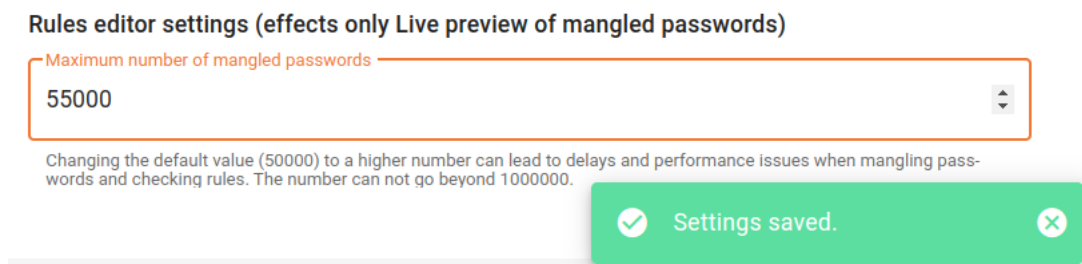 Rules editor settings (effects only Live preview of mangled passwords)
Maximum number of mangled passwords
55000
Changing the default value (50000) to a higher number can lead to delays and performance issues when mangling pass-
words and checking rules. The number can not go beyond 1000000.
Settings saved.